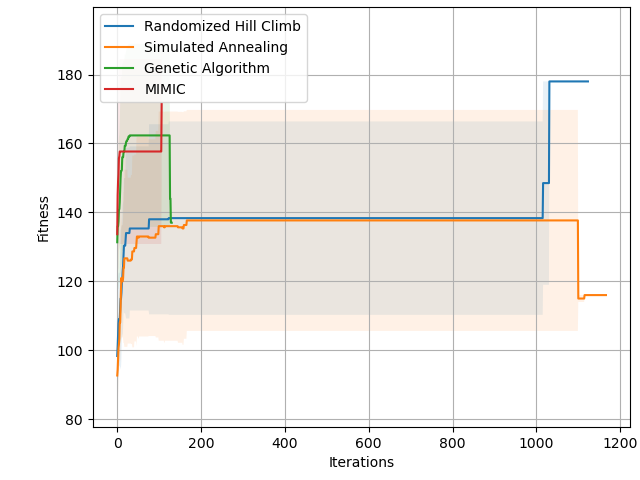 Randomized Hill Climb
Simulated Annealing
Genetic Algorithm
MIMIC
180
160
140
120
100
80
Fitness
0 200 400 600 800 1000 1200
Iterations